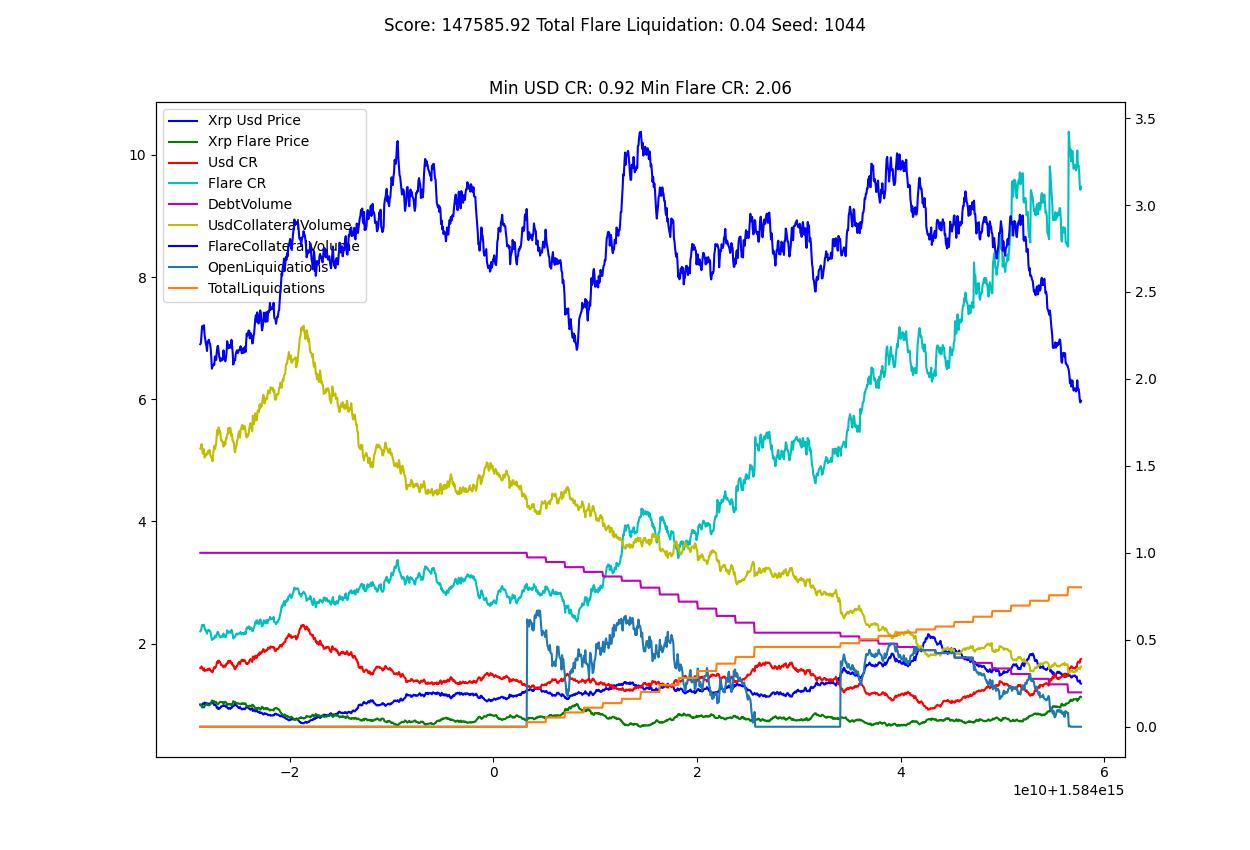 Score: 147585.92 Total Flare Liquidation: 0.04 Seed: 1044
Min USD CR: 0.92 Min Flare CR: 2.06
Xrp Usd Price
Xrp Flare Price
Usd CR
Flare CR
DebtVolume
UsdCollateralVolume
FlareCollateralVolume
OpenLiquidations
TotalLiquidations
10
8
6
4
2
3.5
3.0
2.5
2.0
1.5
1.0
0.5
0.0
−2
0
2
4
6
1e10+1.584e15